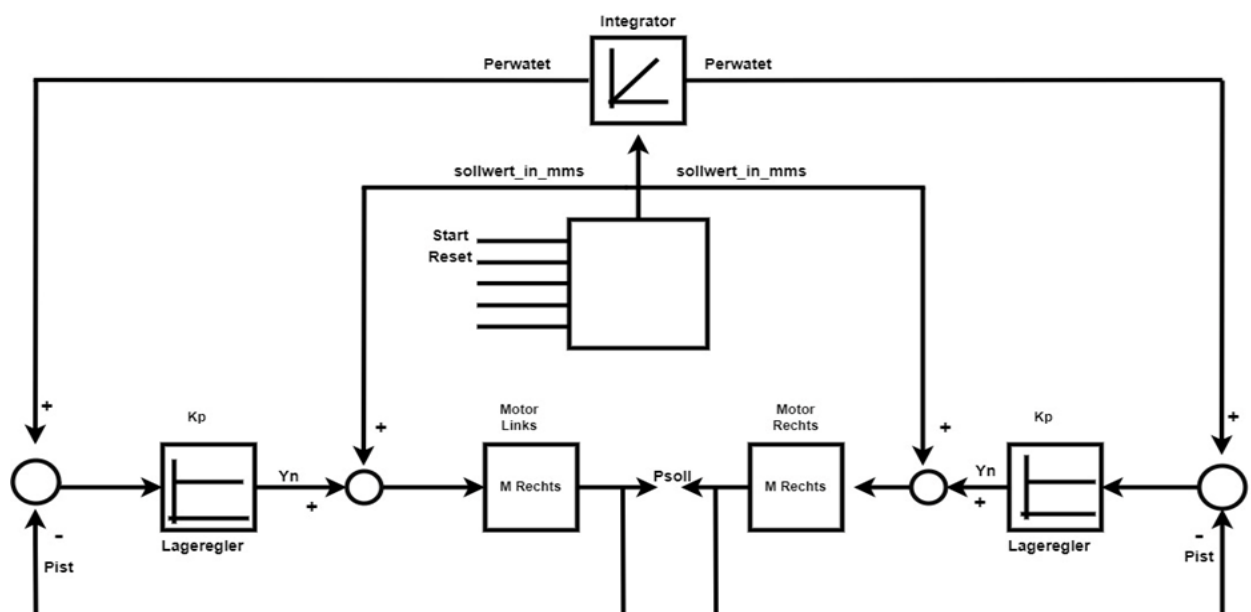 Integrator
Perwatet
Perwatet
sollwert_in_mms
sollwert_in_mms
Start
Reset
+
Kp
+
Motor
Links
Motor
Rechts
+
Kp
+
Yn
+
M Rechts
Psoll
M Rechts
Yn
+
-
Pist
Lageregler
Lageregler
-
Pist